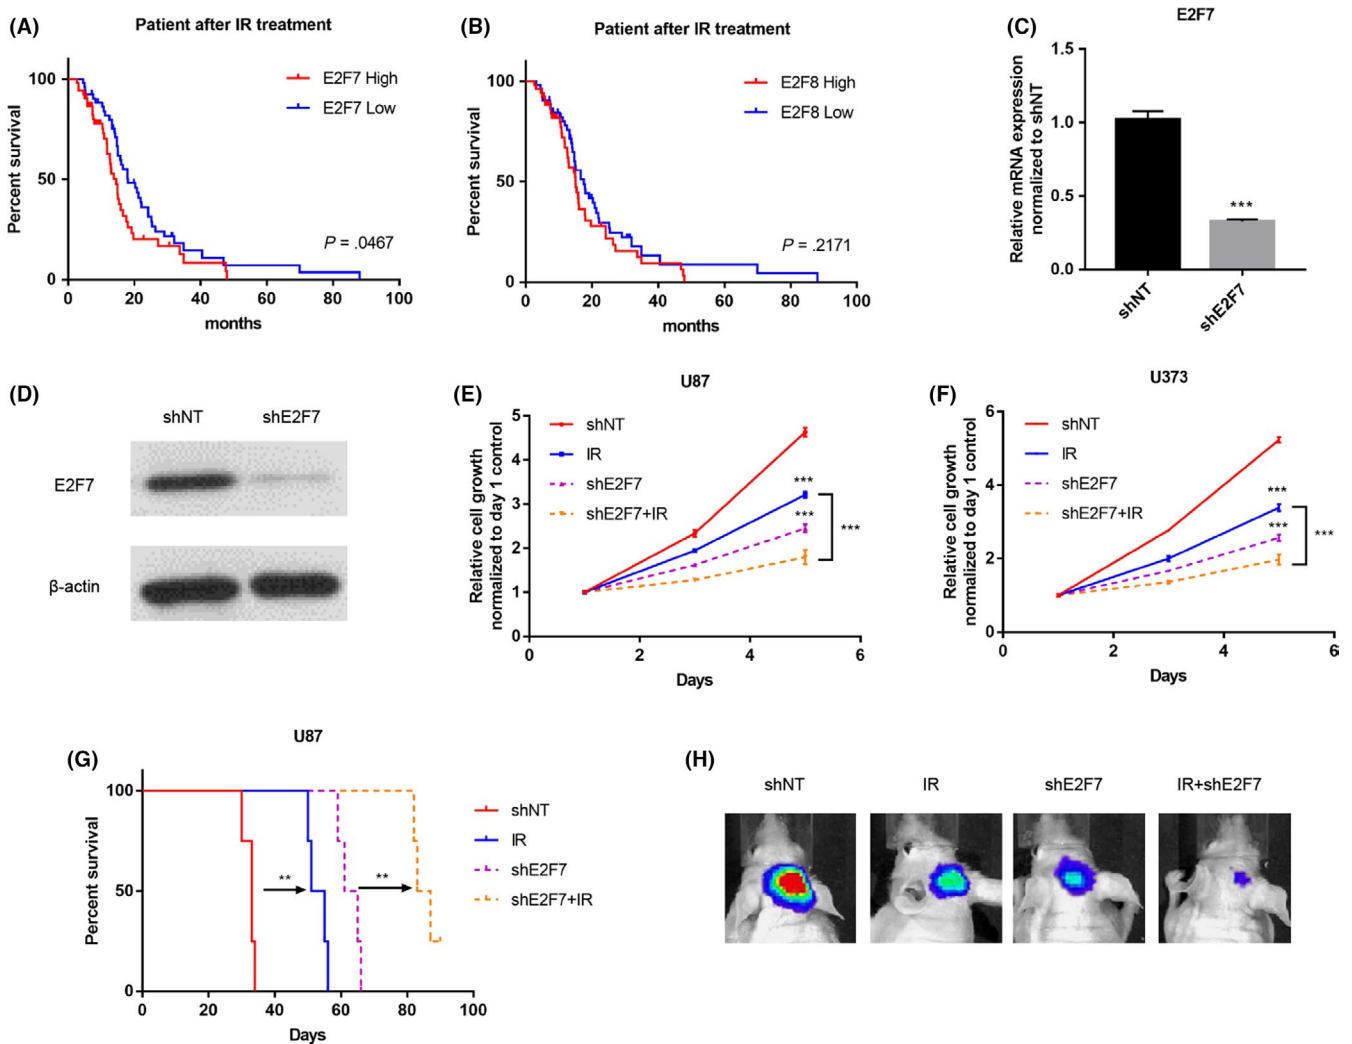 (A)
Patient after IR treatment
Percent survival
100
50
0
E2F7 High
E2F7 Low
P = .0467
0 20 40 60 80 100
months
(B)
Patient after IR treatment
Percent survival
100
50
0
E2F8 High
E2F8 Low
P = .2171
0 20 40 60 80 100
months
(C)
E2F7
Relative mRNA expression
normalized to shNT
1.5
1.0
0.5
0.0
***
shNT
shE2F7
(D)
shNT shE2F7
E2F7
β-actin
(E)
U87
Relative cell growth
normalized to day 1 control
5
4
3
2
1
0
shNT
IR
shE2F7
shE2F7+IR
***
***
***
0 2 4 6
Days
(F)
U373
Relative cell growth
normalized to day 1 control
6
4
2
0
shNT
IR
shE2F7
shE2F7+IR
***
***
***
0 2 4 6
Days
(G)
U87
Percent survival
100
50
0
**
**
shNT
IR
shE2F7
shE2F7+IR
0 20 40 60 80 100
Days
(H)
shNT IR shE2F7 IR+shE2F7